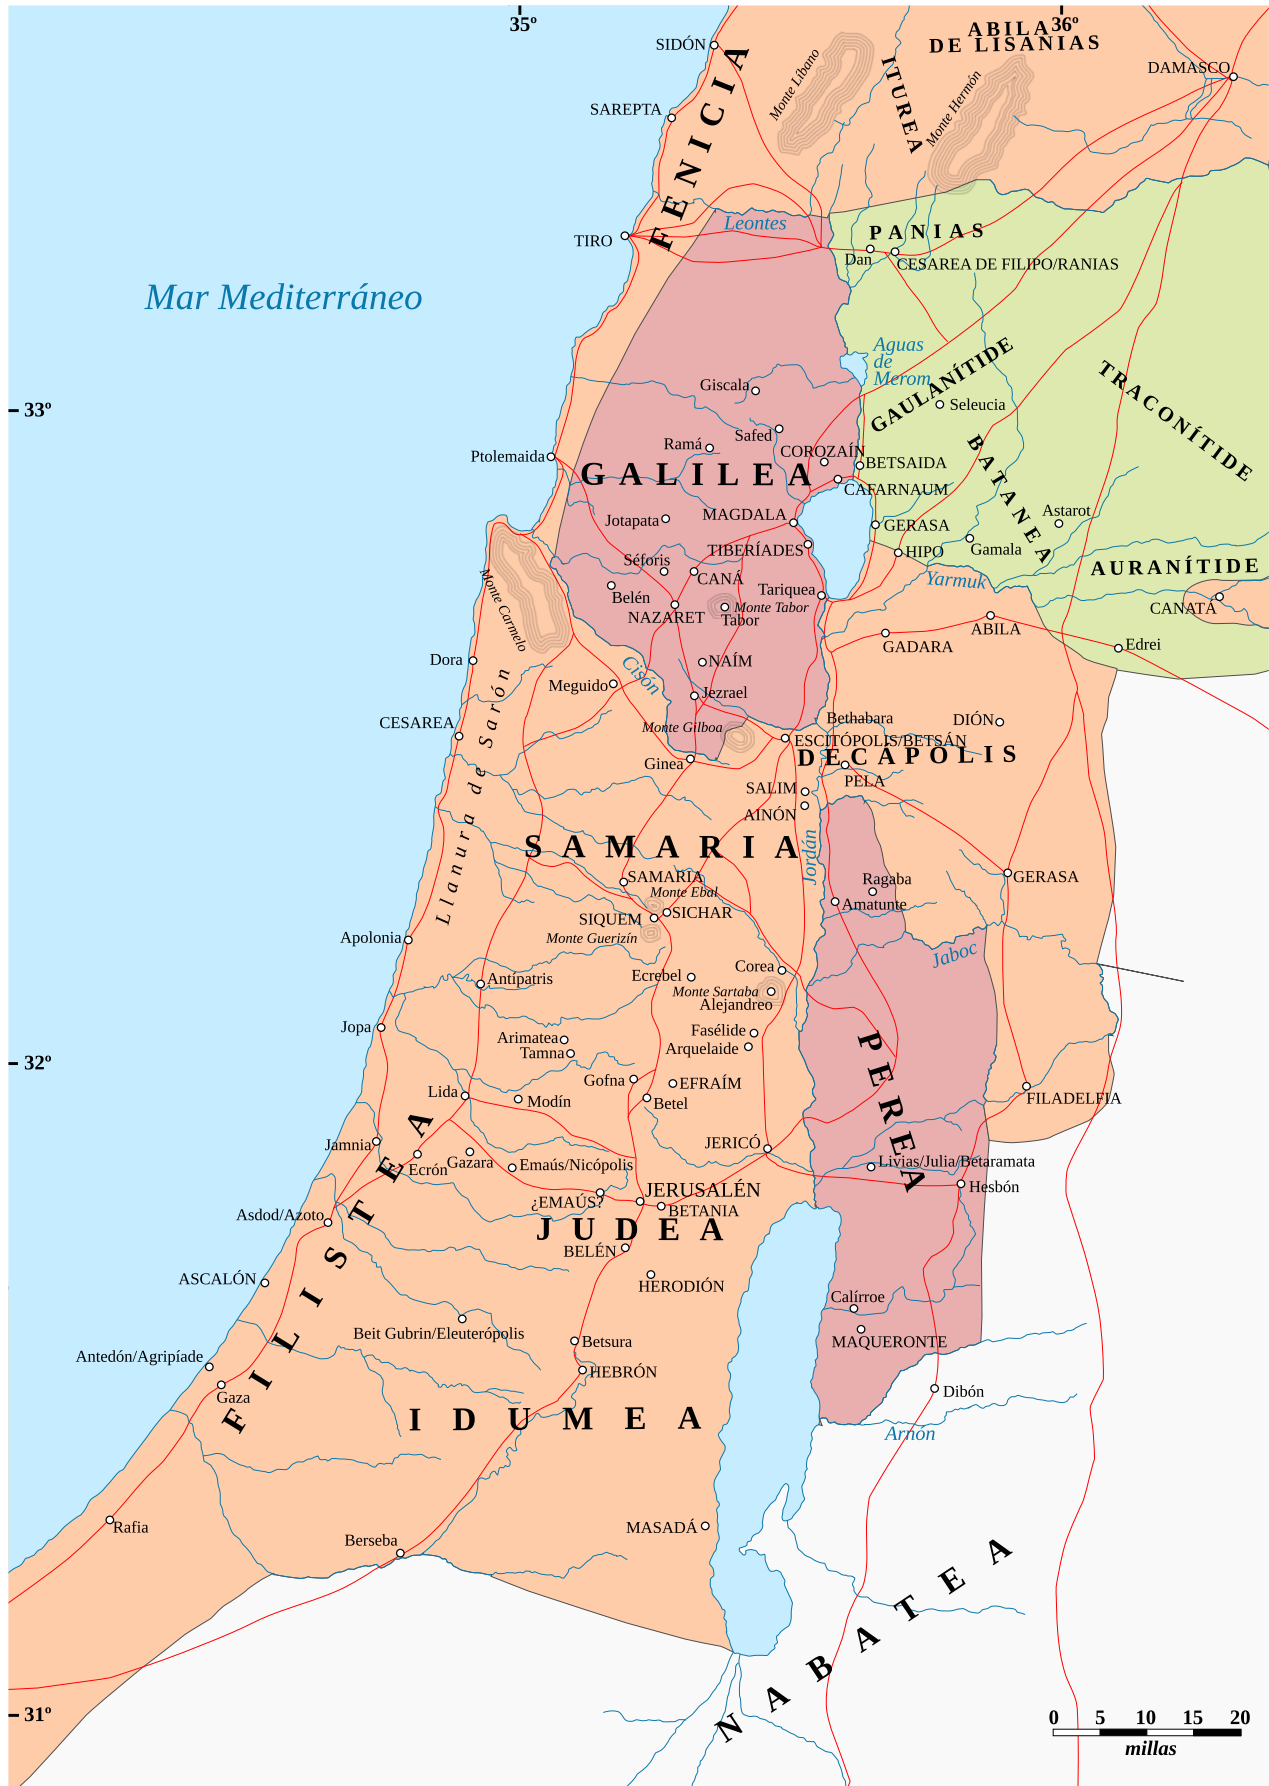 35º
36º
ABILA
DE LISANIAS
SIDÓN
DAMASCO
FENICIA
Monte Líbano
ITUREA
Monte Hermón
SAREPTA
Leontes
PANIAS
TIRO
Dan
CESAREA DE FILIPO/RANIAS
Mar Mediterráneo
Aguas
de
Merom
GAULANÍTIDE
TRACONÍTIDE
Giscala
Seleucia
33º
Safed
Ramá
BATANEA
COROZAÍN
Ptolemaida
BETSAIDA
GALILEA
CAFARNAUM
Astarot
Jotapata
MAGDALA
GERASA
Gamala
TIBERÍADES
HIPO
Séforis
AURANÍTIDE
CANÁ
Yarmuk
Tariquea
Belén
Monte Tabor
CANATÁ
NAZARET
Tabor
Monte Carmelo
ABILA
GADARA
Edrei
Dora
NAÍM
Cisón
Meguido
Jezrael
Llanura de Sarón
CESAREA
Bethabara
DIÓN
Monte Gilboa
ESCITÓPOLIS/BETSÁN
DECÁPOLIS
Ginea
PELA
SALIM
AINÓN
SAMARIA
Jordán
SAMARIA
Ragaba
GERASA
Monte Ebal
Amatunte
SICHAR
SIQUEM
Apolonia
Monte Guerizín
Jaboc
Corea
Ecrebel
Antípatris
Monte Sartaba
Alejandreo
Jopa
Fasélide
Arimatea
Arquelaide
Tamna
PEREA
32º
Gofna
EFRAÍM
Lida
Modín
Betel
FILADELFIA
Jamnia
JERICÓ
Ecrón
Gazara
Emaús/Nicópolis
Livias/Julia/Betaramata
Hesbón
JERUSALÉN
¿EMAÚS?
BETANIA
Asdod/Azoto
JUDEA
FILISTEA
BELÉN
ASCALÓN
HERODIÓN
Calírroe
Beit Gubrin/Eleuterópolis
Betsura
MAQUERONTE
Antedón/Agripíade
HEBRÓN
Gaza
Dibón
IDUMEA
Arnón
Rafia
MASADÁ
Berseba
NABATEA
31º
0 5 10 15 20
millas